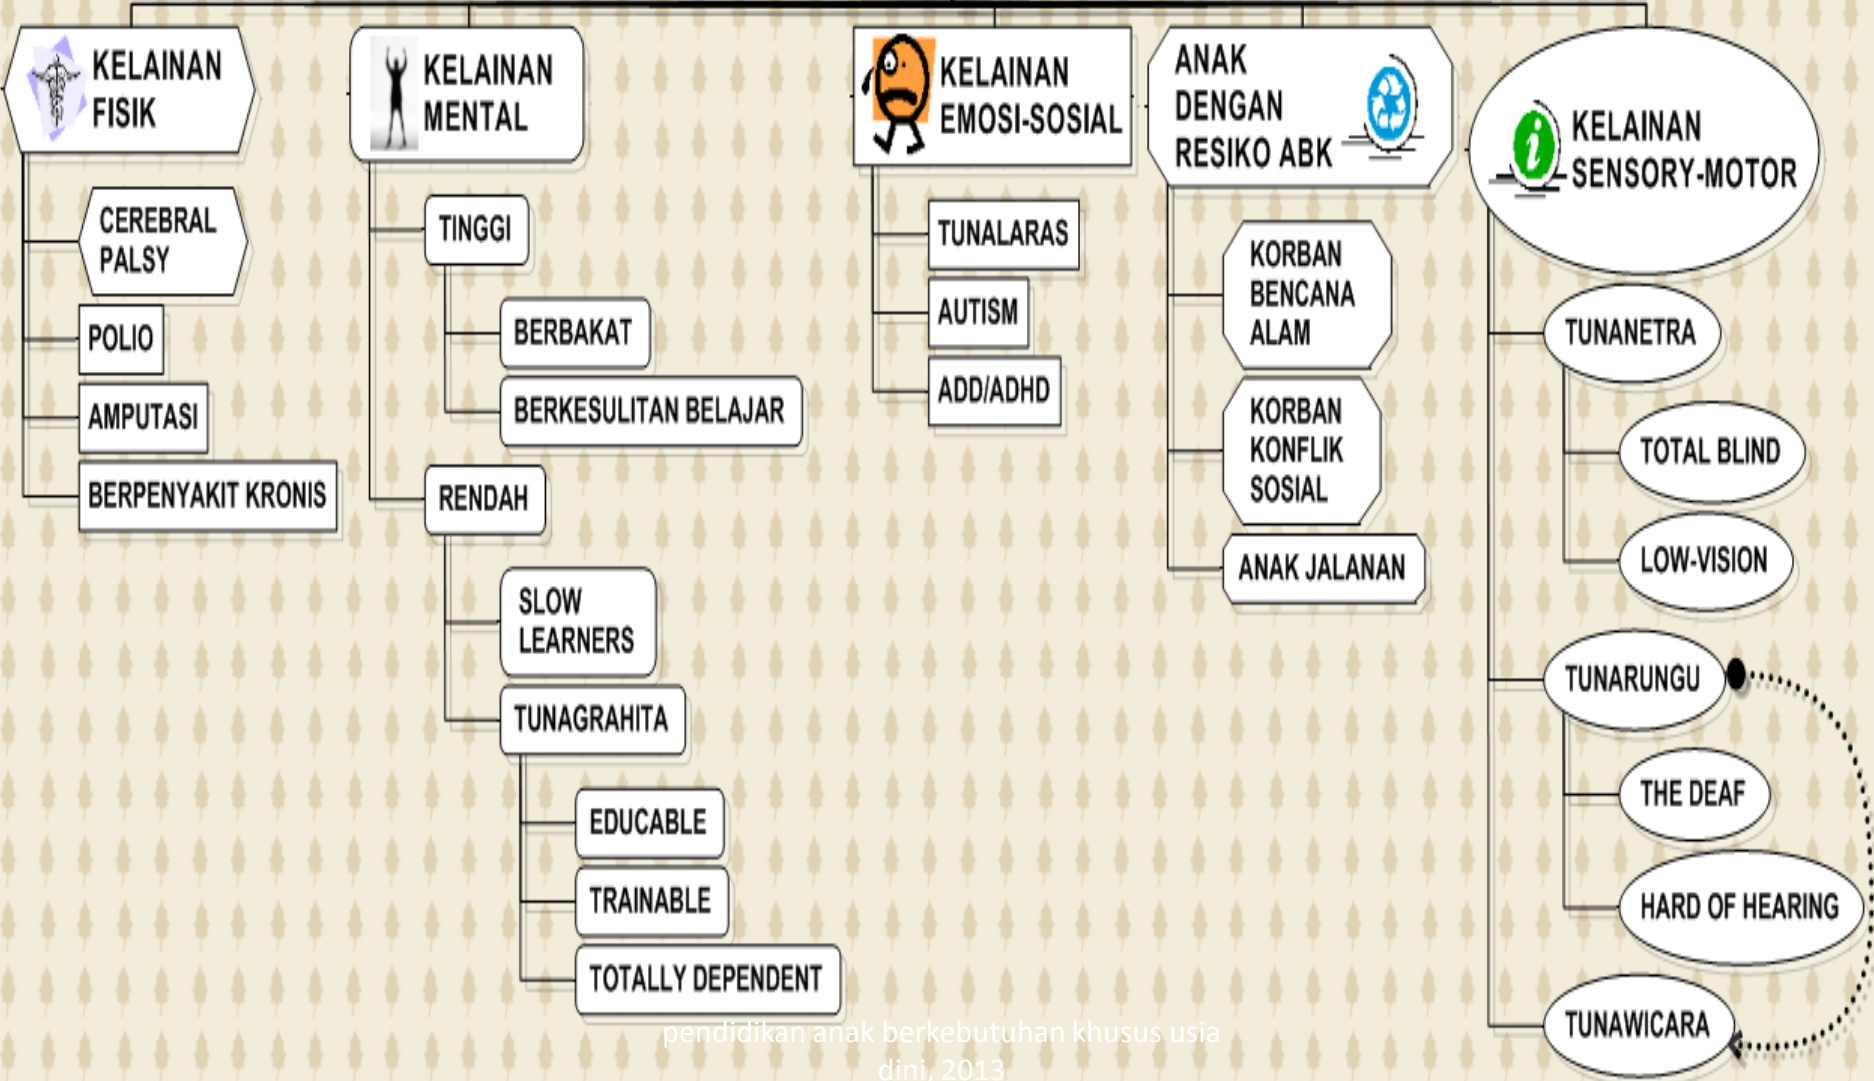 KELAINAN
FISIK
CEREBRAL
PALSY
POLIO
AMPUTASI
BERPENYAKIT KRONIS
KELAINAN
MENTAL
TINGGI
BERBAKAT
BERKESULITAN BELAJAR
RENDAH
SLOW
LEARNERS
TUNAGRAHITA
EDUCABLE
TRAINABLE
TOTALLY DEPENDENT
KELAINAN
EMOSI-SOSIAL
TUNALARAS
AUTISM
ADD/ADHD
ANAK
DENGAN
RESIKO ABK
KORBAN
BENCANA
ALAM
KORBAN
KONFLIK
SOSIAL
ANAK JALANAN
i
KELAINAN
SENSORY-MOTOR
TUNANETRA
TOTAL BLIND
LOW-VISION
TUNARUNGU
THE DEAF
HARD OF HEARING
TUNAWICARA
pendidikan anak berkebutuhan khusus usia
dini, 2013